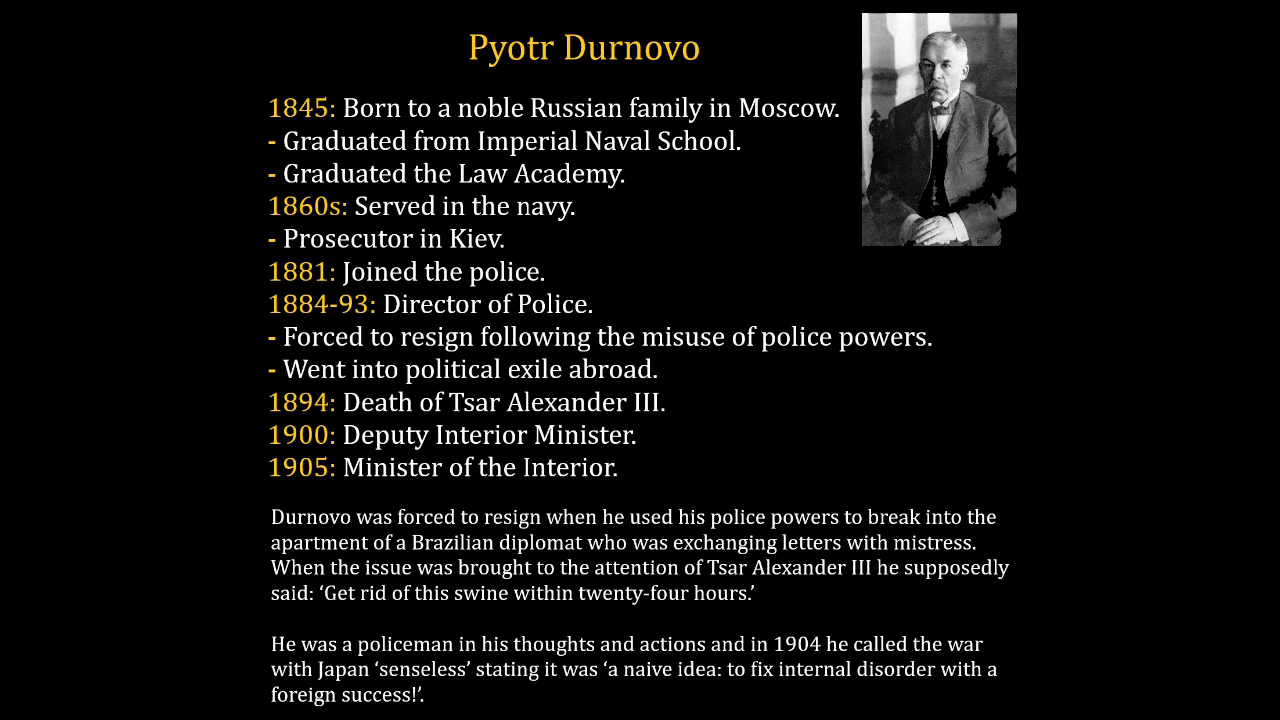 Pyotr Durnovo
1845: Born to a noble Russian family in Moscow.
- Graduated from Imperial Naval School.
- Graduated the Law Academy.
1860s: Served in the navy.
- Prosecutor in Kiev.
1881: Joined the police.
1884-93: Director of Police.
- Forced to resign following the misuse of police powers.
- Went into political exile abroad.
1894: Death of Tsar Alexander III.
1900: Deputy Interior Minister.
1905: Minister of the Interior.
Durnovo was forced to resign when he used his police powers to break into the
apartment of a Brazilian diplomat who was exchanging letters with mistress.
When the issue was brought to the attention of Tsar Alexander III he supposedly
said: ‘Get rid of this swine within twenty-four hours.’
He was a policeman in his thoughts and actions and in 1904 he called the war
with Japan ‘senseless’ stating it was ‘a naive idea: to fix internal disorder with a
foreign success!’.